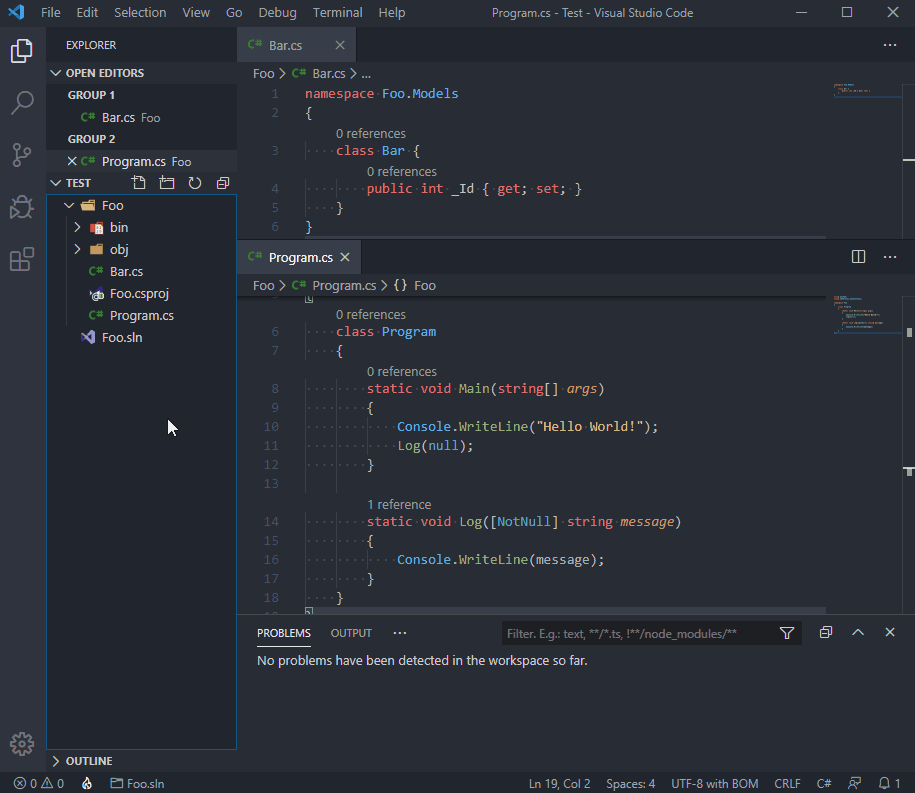 File Edit Selection View Go Debug Terminal Help Program.cs - Test - Visual Studio Code
EXPLORER
OPEN EDITORS
GROUP 1
C# Bar.cs Foo
GROUP 2
C# Program.cs Foo
TEST
Foo
bin
obj
C# Bar.cs
Foo.csproj
C# Program.cs
Foo.sln
OUTLINE
C# Bar.cs
Foo > C# Bar.cs > ...
1 namespace Foo.Models
2 {
0 references
3 class Bar {
0 references
4 public int _Id { get; set; }
5 }
6 }
C# Program.cs
Foo > C# Program.cs > {} Foo
0 references
6 class Program
7 {
0 references
8 static void Main(string[] args)
9 {
10 Console.WriteLine("Hello World!");
11 Log(null);
12 }
13
1 reference
14 static void Log([NotNull] string message)
15 {
16 Console.WriteLine(message);
17 }
18 }
PROBLEMS OUTPUT ... Filter. E.g.: text, **/*.ts, !**/node_modules/**
No problems have been detected in the workspace so far.
0 0 Foo.sln Ln 19, Col 2 Spaces: 4 UTF-8 with BOM CRLF C# 1